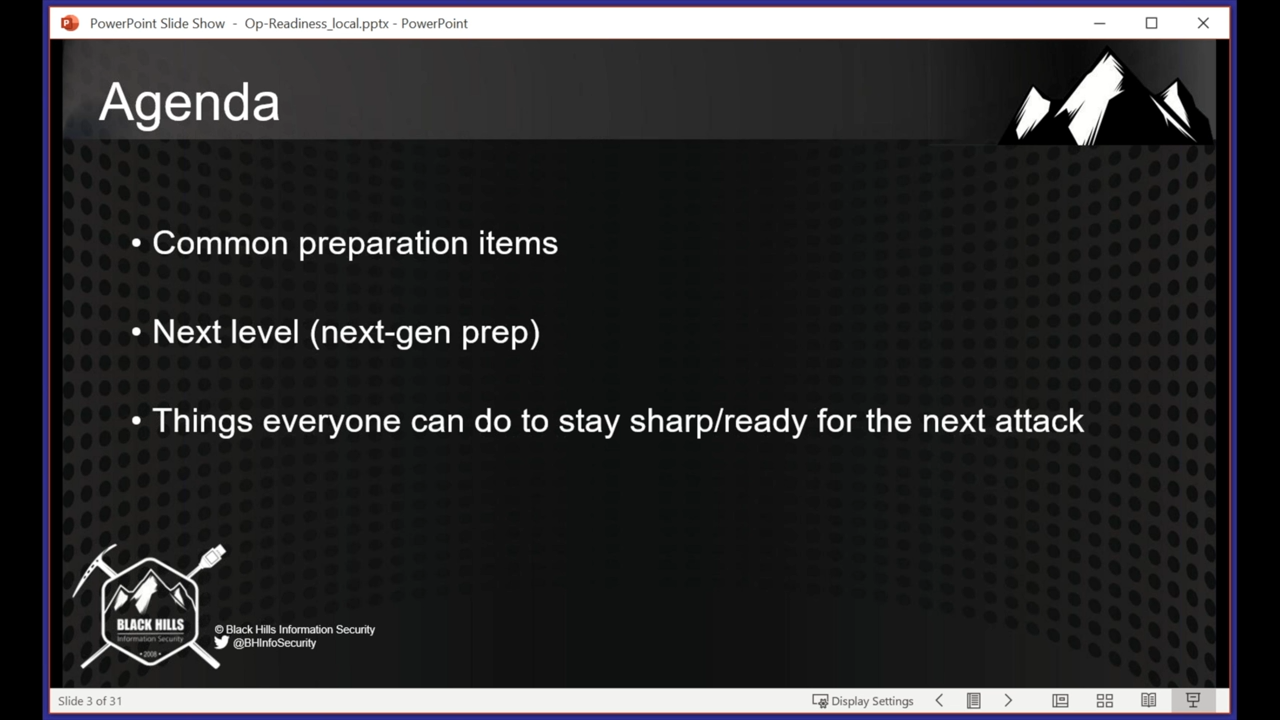 PowerPoint Slide Show - Op-Readiness_local.pptx - PowerPoint
Agenda
• Common preparation items
• Next level (next-gen prep)
• Things everyone can do to stay sharp/ready for the next attack
BLACK HILLS
Information Security
• 2008 •
© Black Hills Information Security
@BHInfoSecurity
Slide 3 of 31
Display Settings